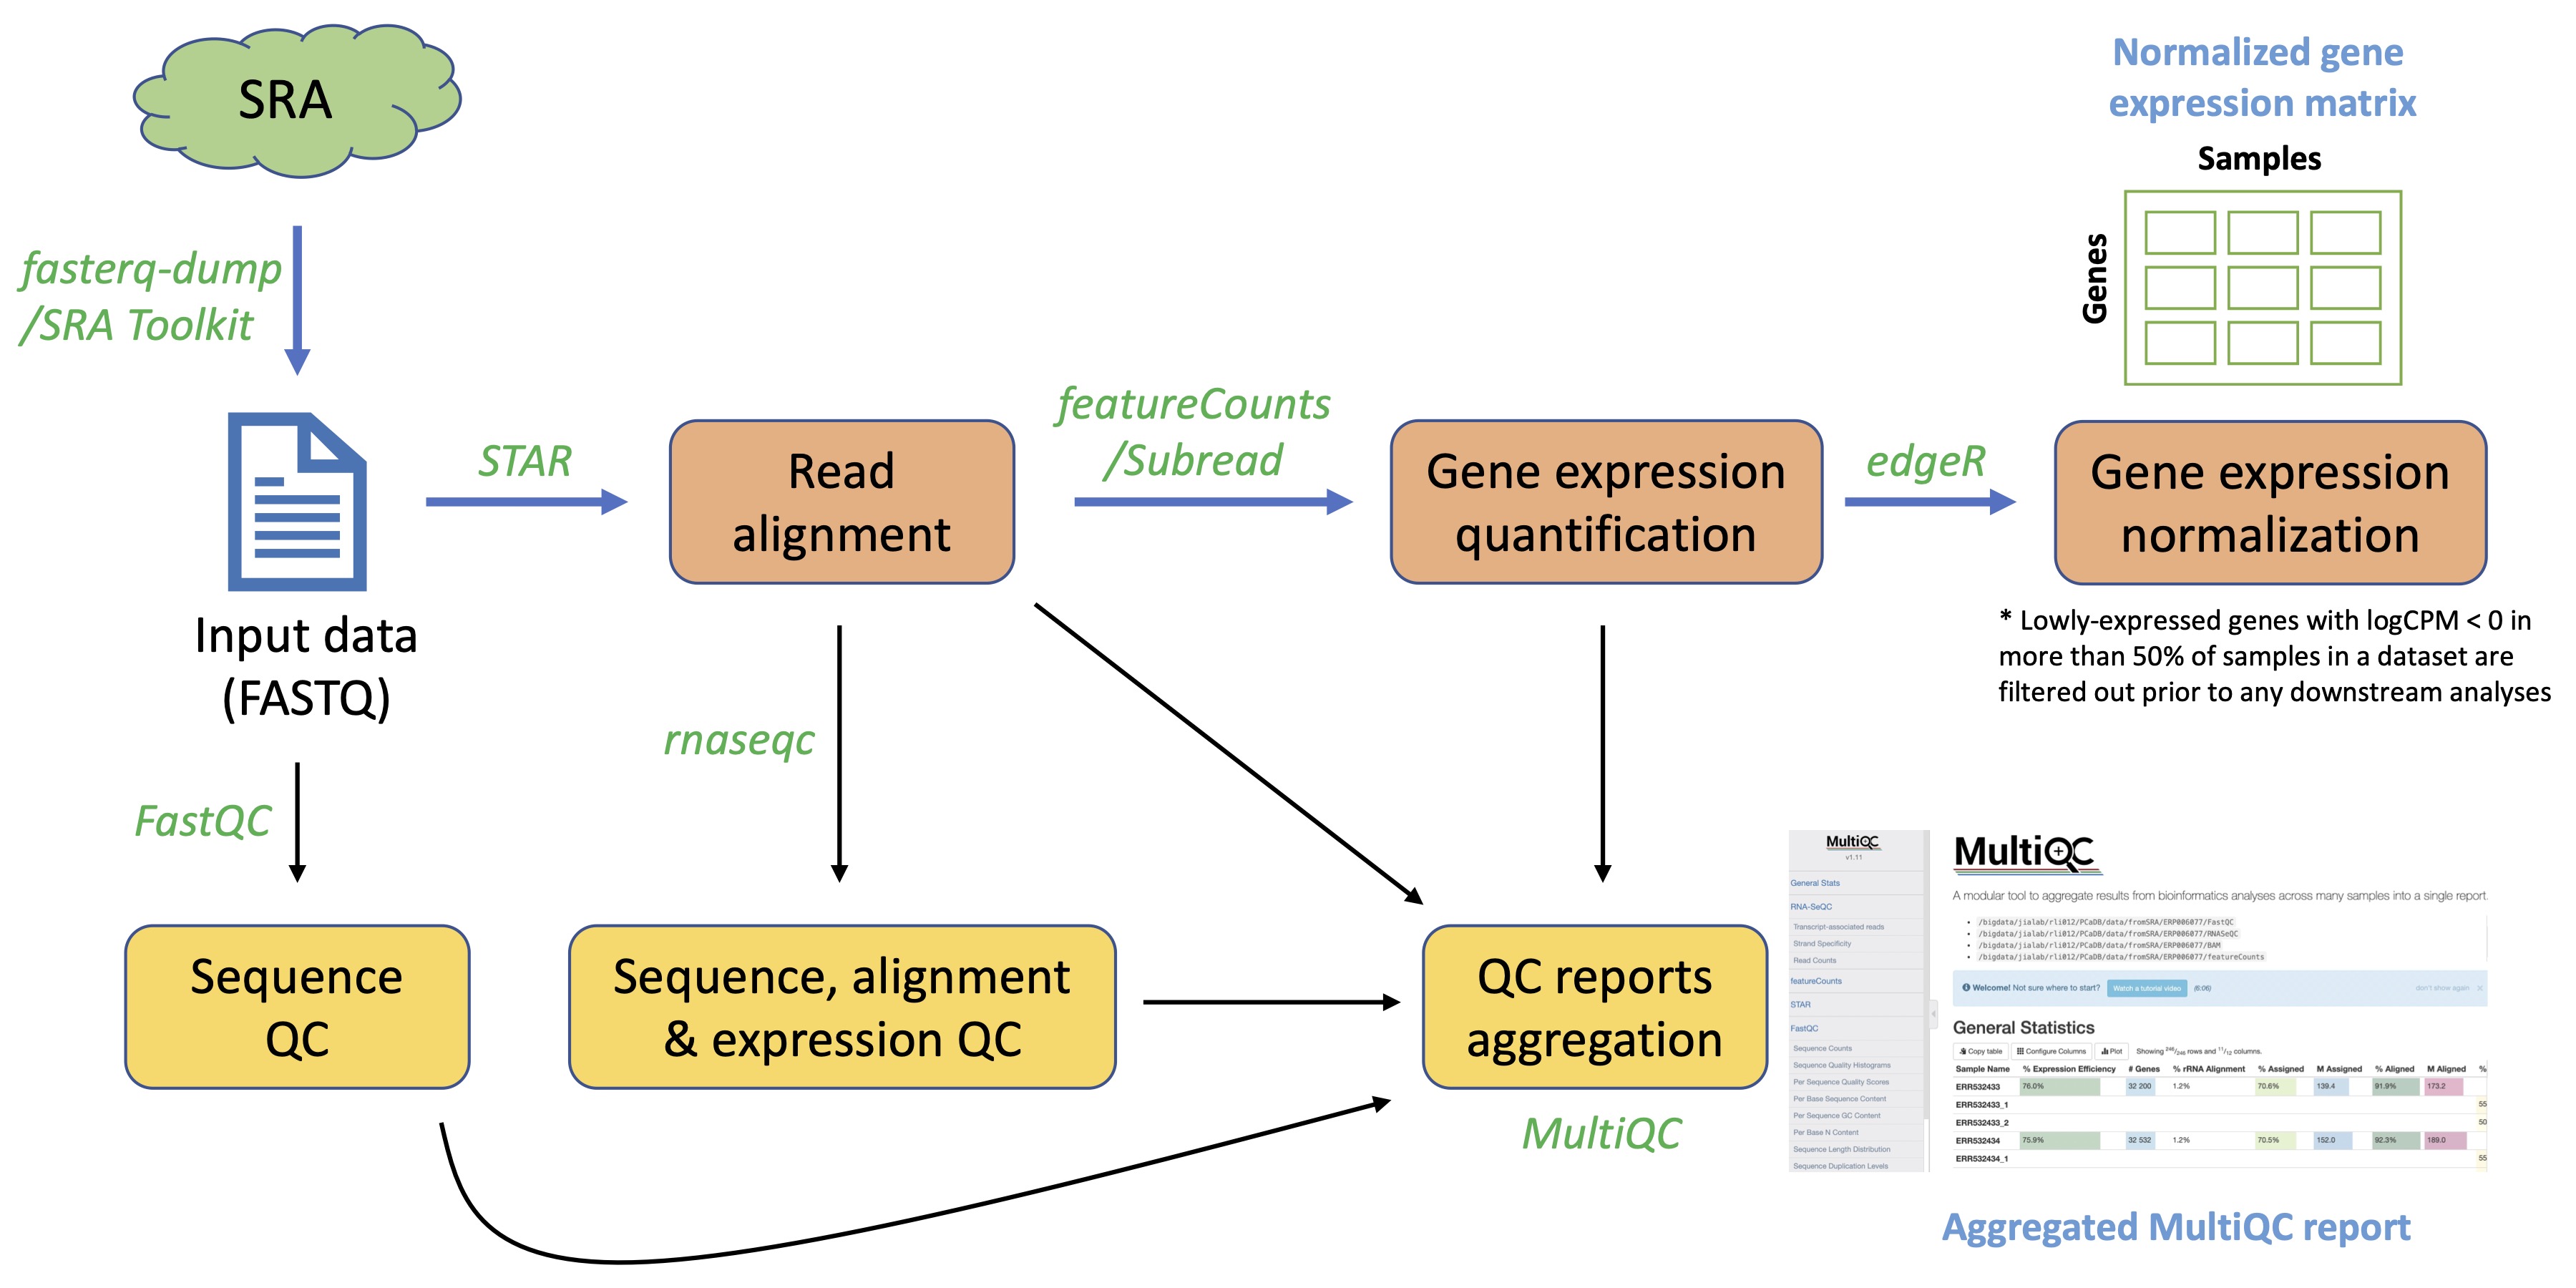 SRA
fasterq-dump
/SRA Toolkit
Input data
(FASTQ)
STAR
Read
alignment
featureCounts
/Subread
Gene expression
quantification
edgeR
Gene expression
normalization
Normalized gene
expression matrix
Samples
Genes
* Lowly-expressed genes with logCPM < 0 in
more than 50% of samples in a dataset are
filtered out prior to any downstream analyses
FastQC
rnaseqc
Sequence
QC
Sequence, alignment
& expression QC
QC reports
aggregation
MultiQC
MultiQC
v1.11
General Stats
RNA-SeQC
Transcript-associated reads
Strand Specificity
Read Counts
featureCounts
STAR
FastQC
Sequence Counts
Sequence Quality Histograms
Per Sequence Quality Scores
Per Base Sequence Content
Per Sequence GC Content
Per Base N Content
Sequence Length Distribution
Sequence Duplication Levels
MultiQC
A modular tool to aggregate results from bioinformatics analyses across many samples into a single report.
/bigdata/jialab/rli012/PCaDB/data/fromSRA/ERP006077/FastQC
/bigdata/jialab/rli012/PCaDB/data/fromSRA/ERP006077/RNASeQC
/bigdata/jialab/rli012/PCaDB/data/fromSRA/ERP006077/BAM
/bigdata/jialab/rli012/PCaDB/data/fromSRA/ERP006077/featureCounts
Welcome! Not sure where to start? Watch a tutorial video (6:06) don't show again ×
General Statistics
Copy table Configure Columns Plot Showing 246/246 rows and 11/12 columns.
Sample Name % Expression Efficiency # Genes % rRNA Alignment % Assigned M Assigned % Aligned M Aligned %
ERR532433 76.0% 32 200 1.2% 70.6% 139.4 91.9% 173.2
ERR532433_1 55
ERR532433_2 50
ERR532434 75.9% 32 532 1.2% 70.5% 152.0 92.3% 189.0
ERR532434_1 55
Aggregated MultiQC report